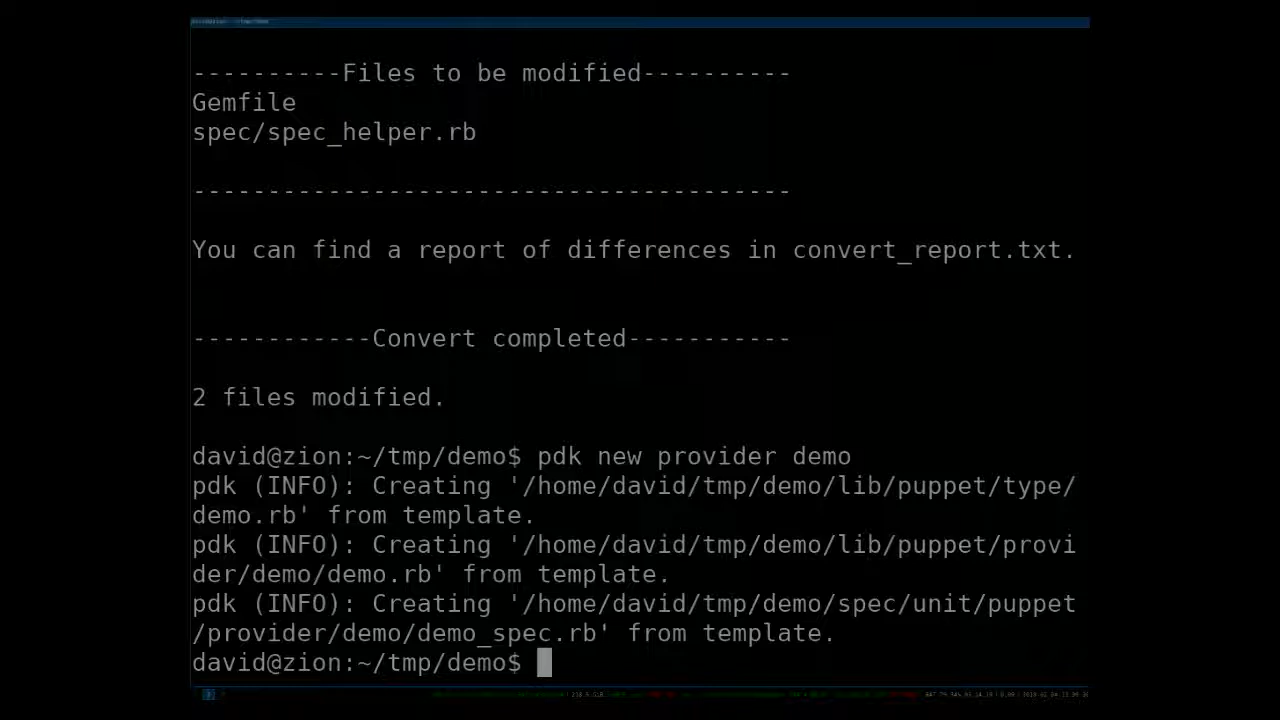 ----------Files to be modified----------
Gemfile
spec/spec_helper.rb
----------------------------------------
You can find a report of differences in convert_report.txt.
------------Convert completed-----------
2 files modified.
david@zion:~/tmp/demo$ pdk new provider demo
pdk (INFO): Creating '/home/david/tmp/demo/lib/puppet/type/
demo.rb' from template.
pdk (INFO): Creating '/home/david/tmp/demo/lib/puppet/provi
der/demo/demo.rb' from template.
pdk (INFO): Creating '/home/david/tmp/demo/spec/unit/puppet
/provider/demo/demo_spec.rb' from template.
david@zion:~/tmp/demo$